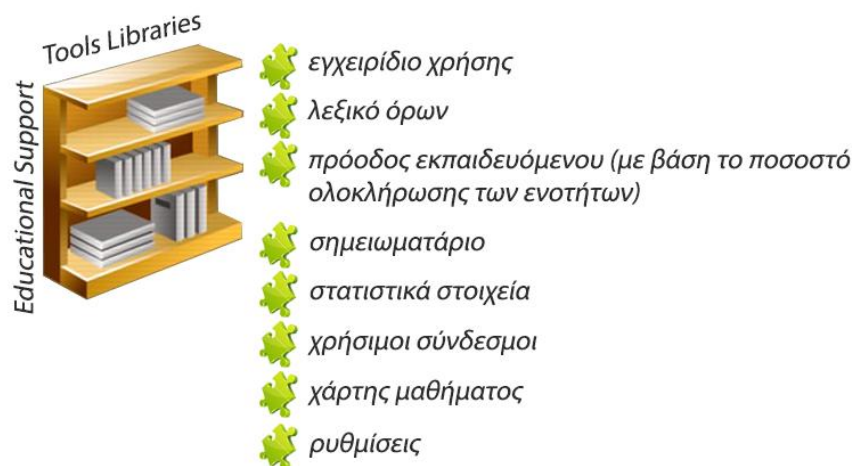 Tools Libraries
Educational Support
εγχειρίδιο χρήσης
λεξικό όρων
πρόοδος εκπαιδευόμενου (με βάση το ποσοστό
ολοκλήρωσης των ενοτήτων)
σημειωματάριο
στατιστικά στοιχεία
χρήσιμοι σύνδεσμοι
χάρτης μαθήματος
ρυθμίσεις